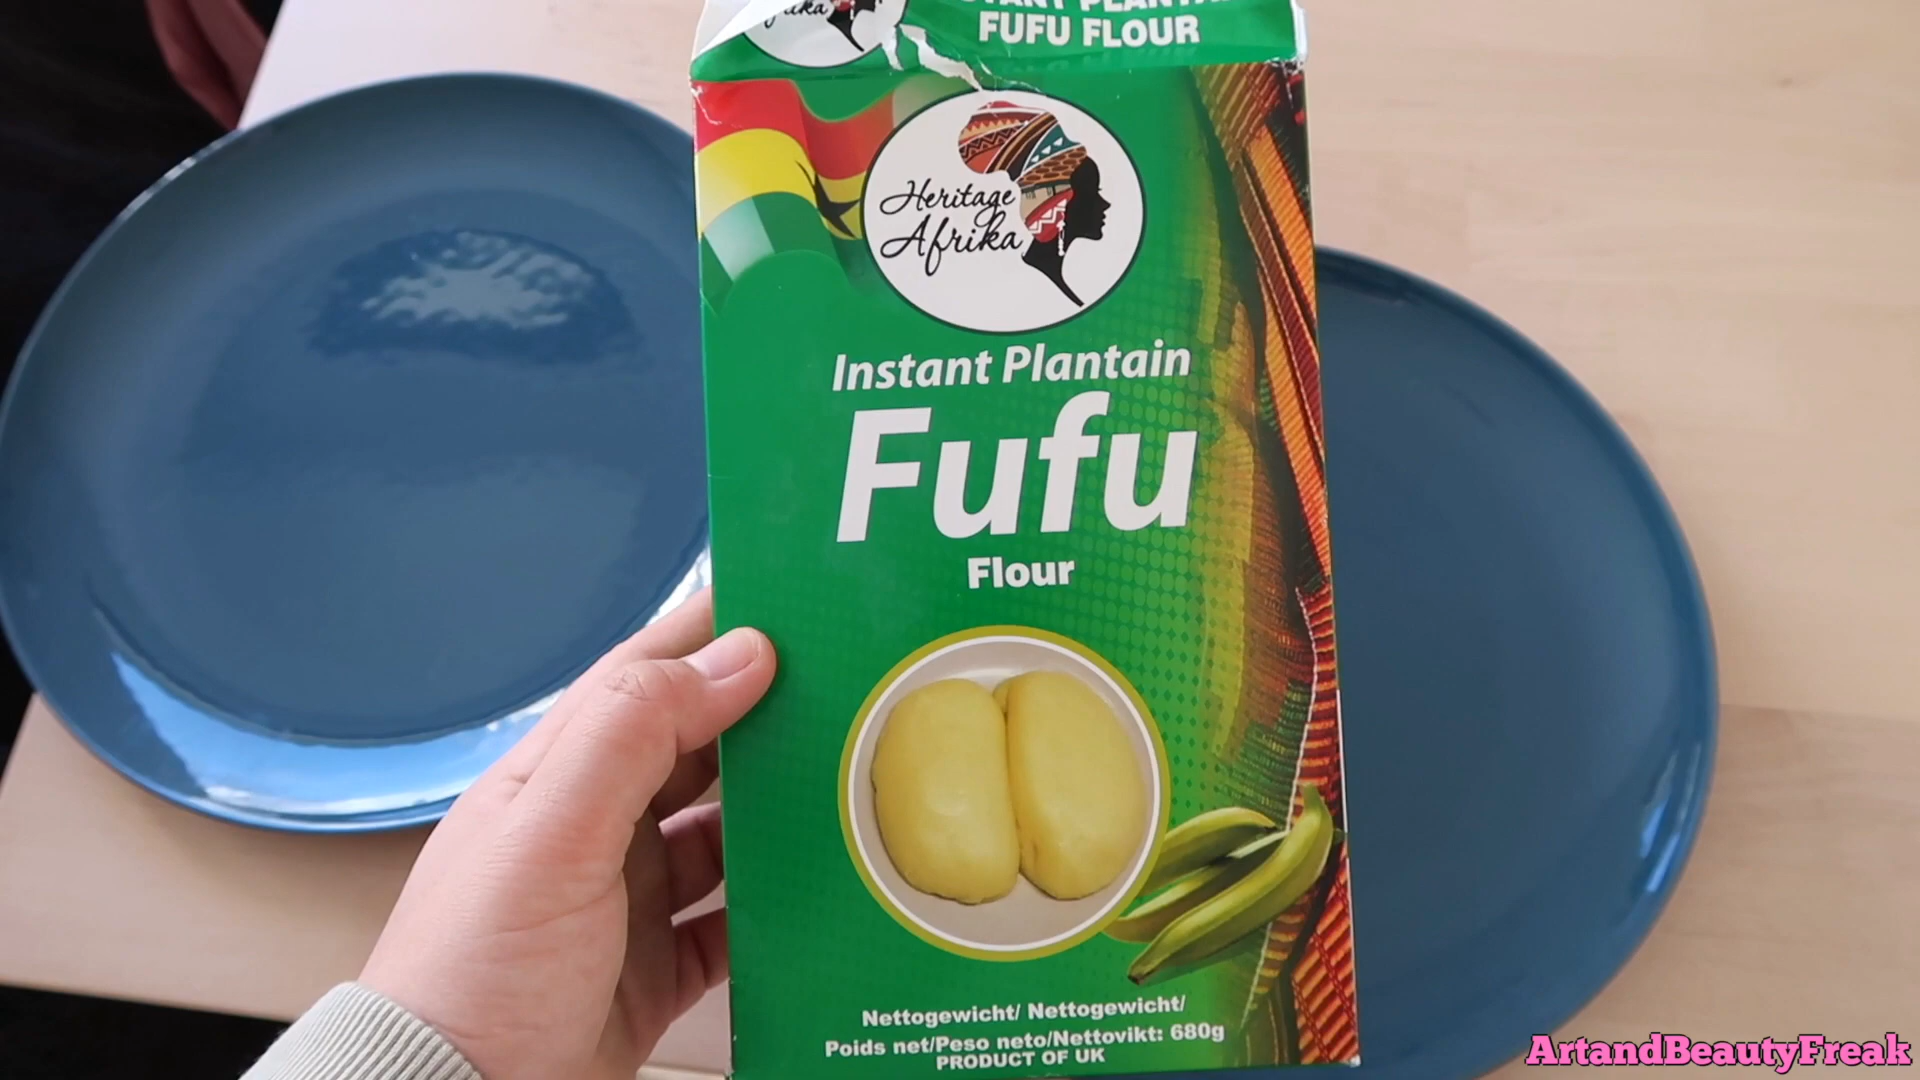 FUFU FLOUR
Heritage
Afrika
Instant Plantain
Fufu
Flour
Nettogewicht/ Nettogewicht/
Poids net/Peso neto/Nettovikt: 680g
PRODUCT OF UK
ArtandBeautyFreak